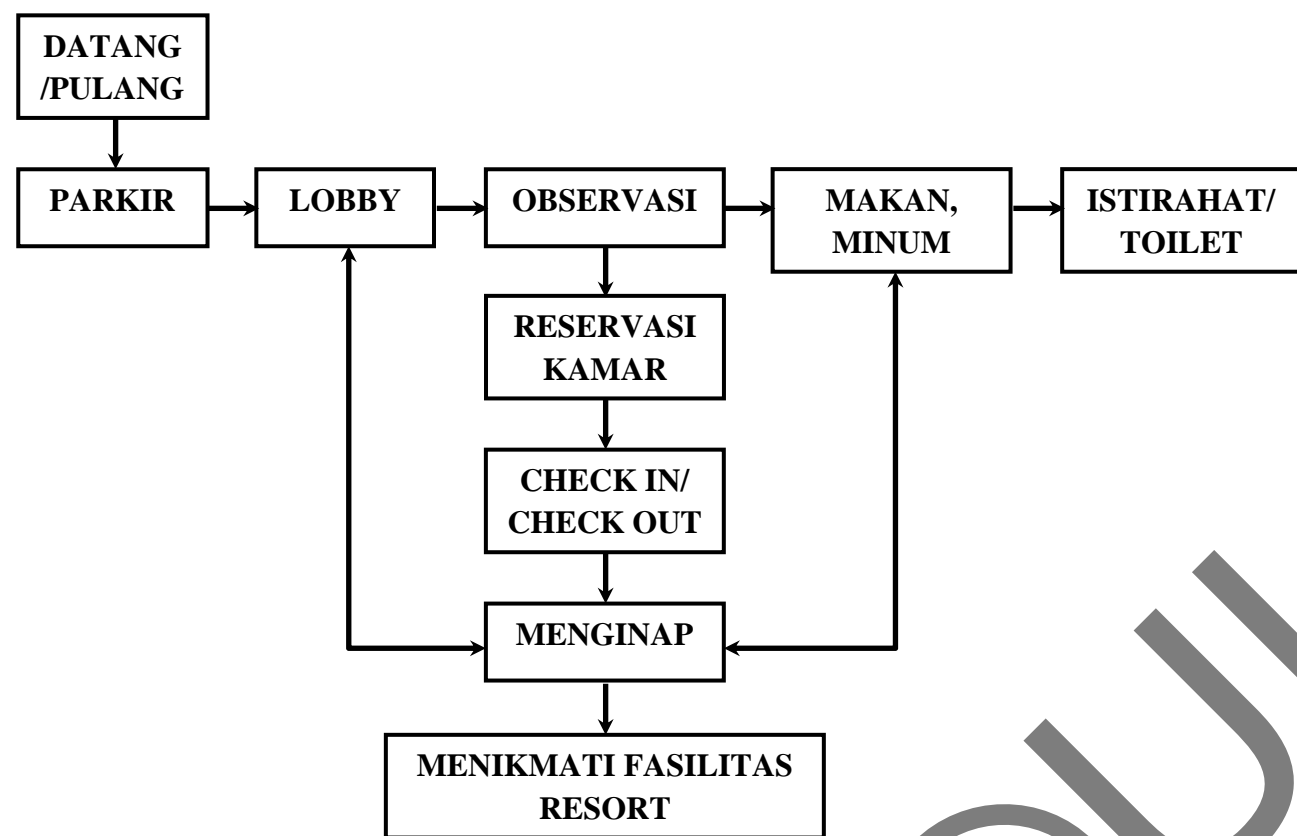 DATANG
/PULANG
PARKIR
LOBBY
OBSERVASI
MAKAN,
MINUM
ISTIRAHAT/
TOILET
RESERVASI
KAMAR
CHECK IN/
CHECK OUT
MENGINAP
MENIKMATI FASILITAS
RESORT